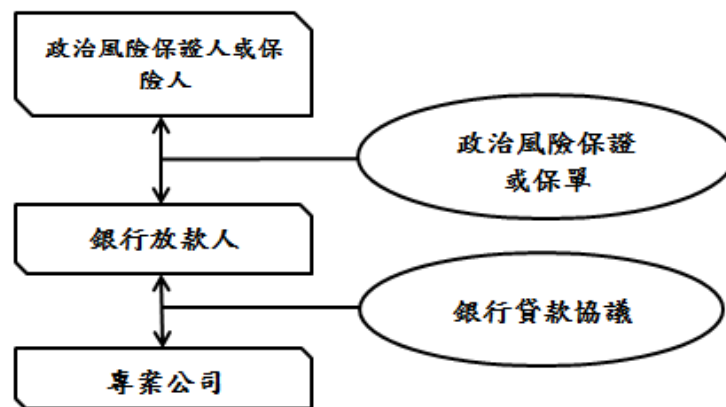 政治風險保證人或保
險人
政治風險保證
或保單
銀行放款人
銀行貸款協議
專案公司